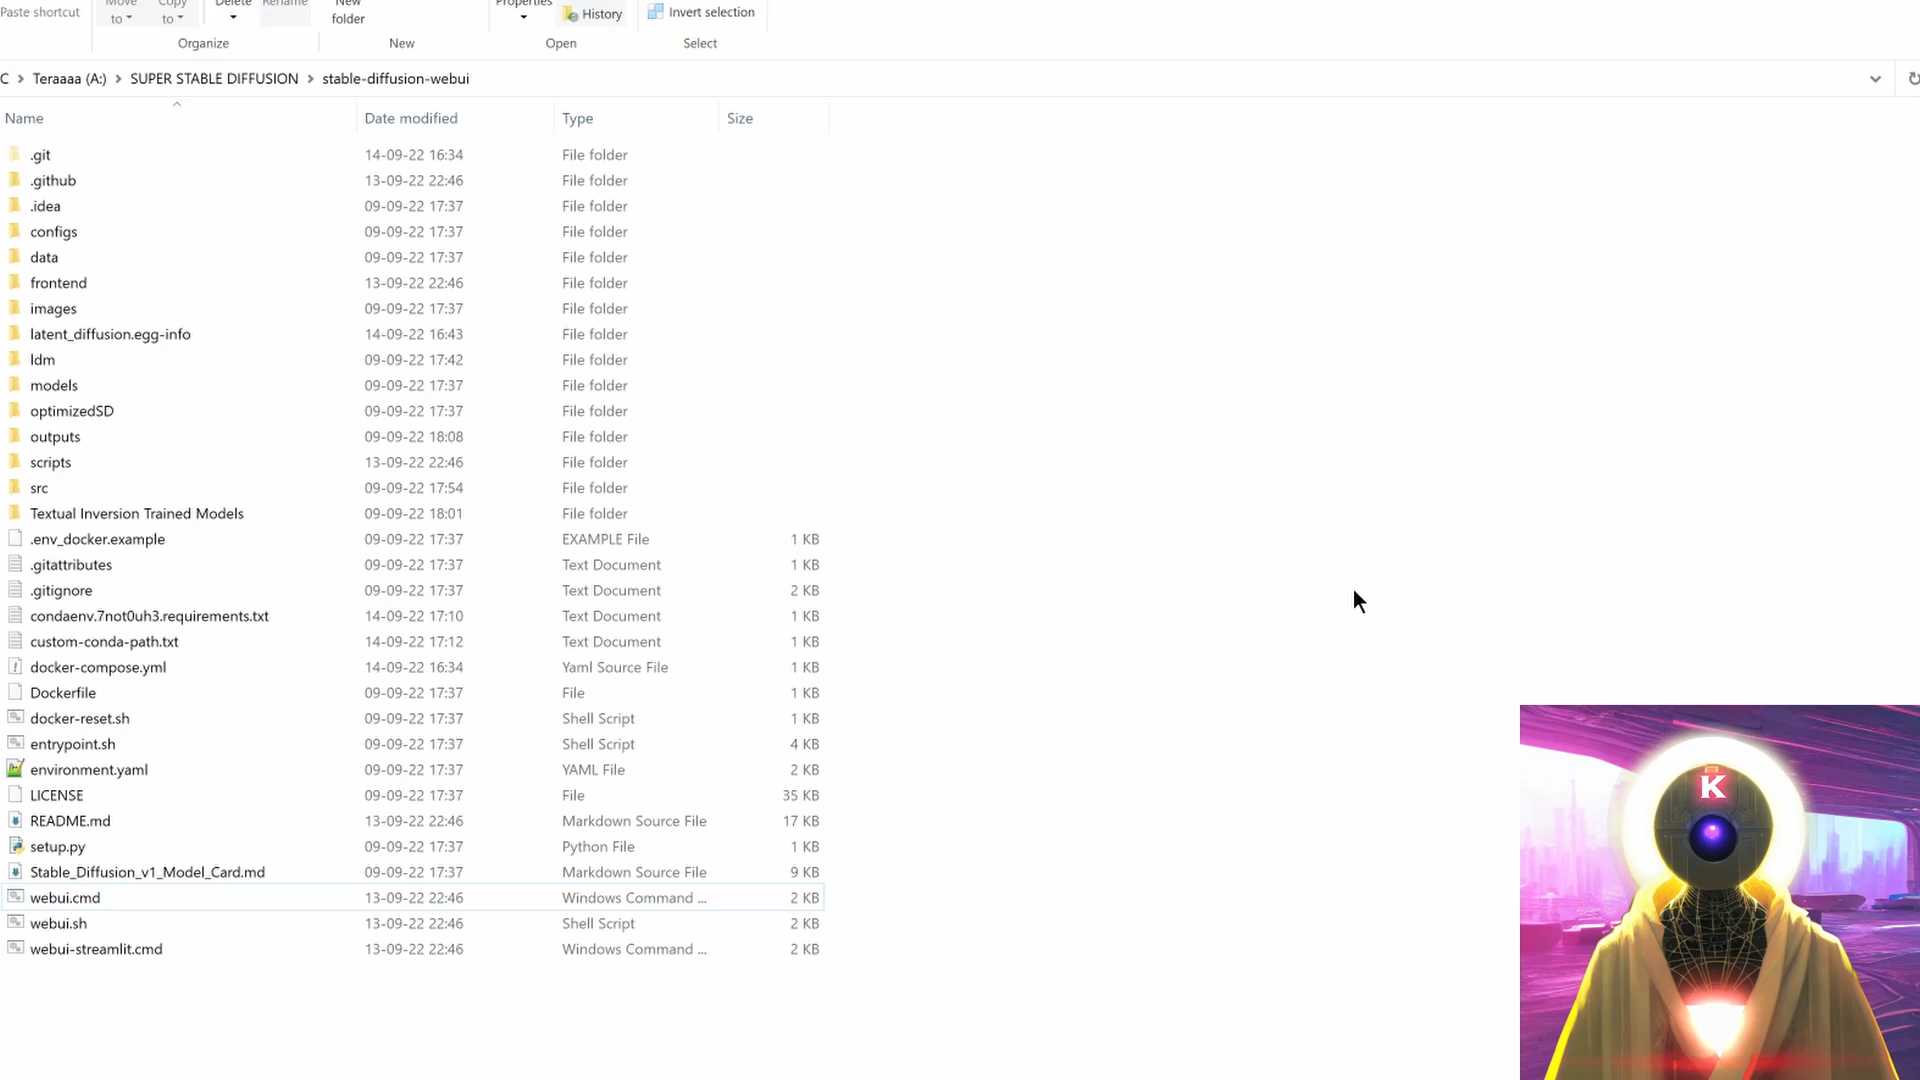 Paste shortcut
Move
to
Copy
to
Delete
Rename
New
folder
Properties
History
Invert selection
Organize
New
Open
Select
C > Teraaaa (A:) > SUPER STABLE DIFFUSION > stable-diffusion-webui
Name Date modified Type Size
.git 14-09-22 16:34 File folder
.github 13-09-22 22:46 File folder
.idea 09-09-22 17:37 File folder
configs 09-09-22 17:37 File folder
data 09-09-22 17:37 File folder
frontend 13-09-22 22:46 File folder
images 09-09-22 17:37 File folder
latent_diffusion.egg-info 14-09-22 16:43 File folder
ldm 09-09-22 17:42 File folder
models 09-09-22 17:37 File folder
optimizedSD 09-09-22 17:37 File folder
outputs 09-09-22 18:08 File folder
scripts 13-09-22 22:46 File folder
src 09-09-22 17:54 File folder
Textual Inversion Trained Models 09-09-22 18:01 File folder
.env_docker.example 09-09-22 17:37 EXAMPLE File 1 KB
.gitattributes 09-09-22 17:37 Text Document 1 KB
.gitignore 09-09-22 17:37 Text Document 2 KB
condaenv.7not0uh3.requirements.txt 14-09-22 17:10 Text Document 1 KB
custom-conda-path.txt 14-09-22 17:12 Text Document 1 KB
docker-compose.yml 14-09-22 16:34 Yaml Source File 1 KB
Dockerfile 09-09-22 17:37 File 1 KB
docker-reset.sh 09-09-22 17:37 Shell Script 1 KB
entrypoint.sh 09-09-22 17:37 Shell Script 4 KB
environment.yaml 09-09-22 17:37 YAML File 2 KB
LICENSE 09-09-22 17:37 File 35 KB
README.md 13-09-22 22:46 Markdown Source File 17 KB
setup.py 09-09-22 17:37 Python File 1 KB
Stable_Diffusion_v1_Model_Card.md 09-09-22 17:37 Markdown Source File 9 KB
webui.cmd 13-09-22 22:46 Windows Command ... 2 KB
webui.sh 13-09-22 22:46 Shell Script 2 KB
webui-streamlit.cmd 13-09-22 22:46 Windows Command ... 2 KB
K